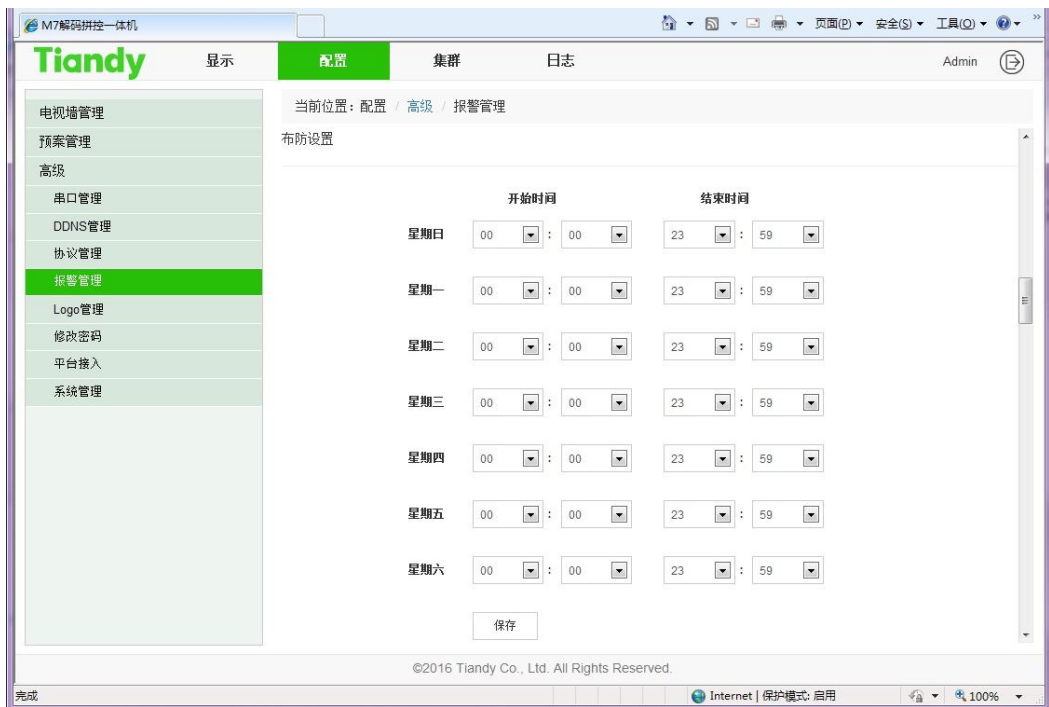 M7解码拼控一体机
页面(P) 安全(S) 工具(O)
Tiandy 显示 配置 集群 日志 Admin
电视墙管理
预案管理
高级
串口管理
DDNS管理
协议管理
报警管理
Logo管理
修改密码
平台接入
系统管理
当前位置：配置 / 高级 / 报警管理
布防设置
开始时间 结束时间
星期日 00 : 00 23 : 59
星期一 00 : 00 23 : 59
星期二 00 : 00 23 : 59
星期三 00 : 00 23 : 59
星期四 00 : 00 23 : 59
星期五 00 : 00 23 : 59
星期六 00 : 00 23 : 59
保存
©2016 Tiandy Co., Ltd. All Rights Reserved.
完成 Internet | 保护模式: 启用 100%